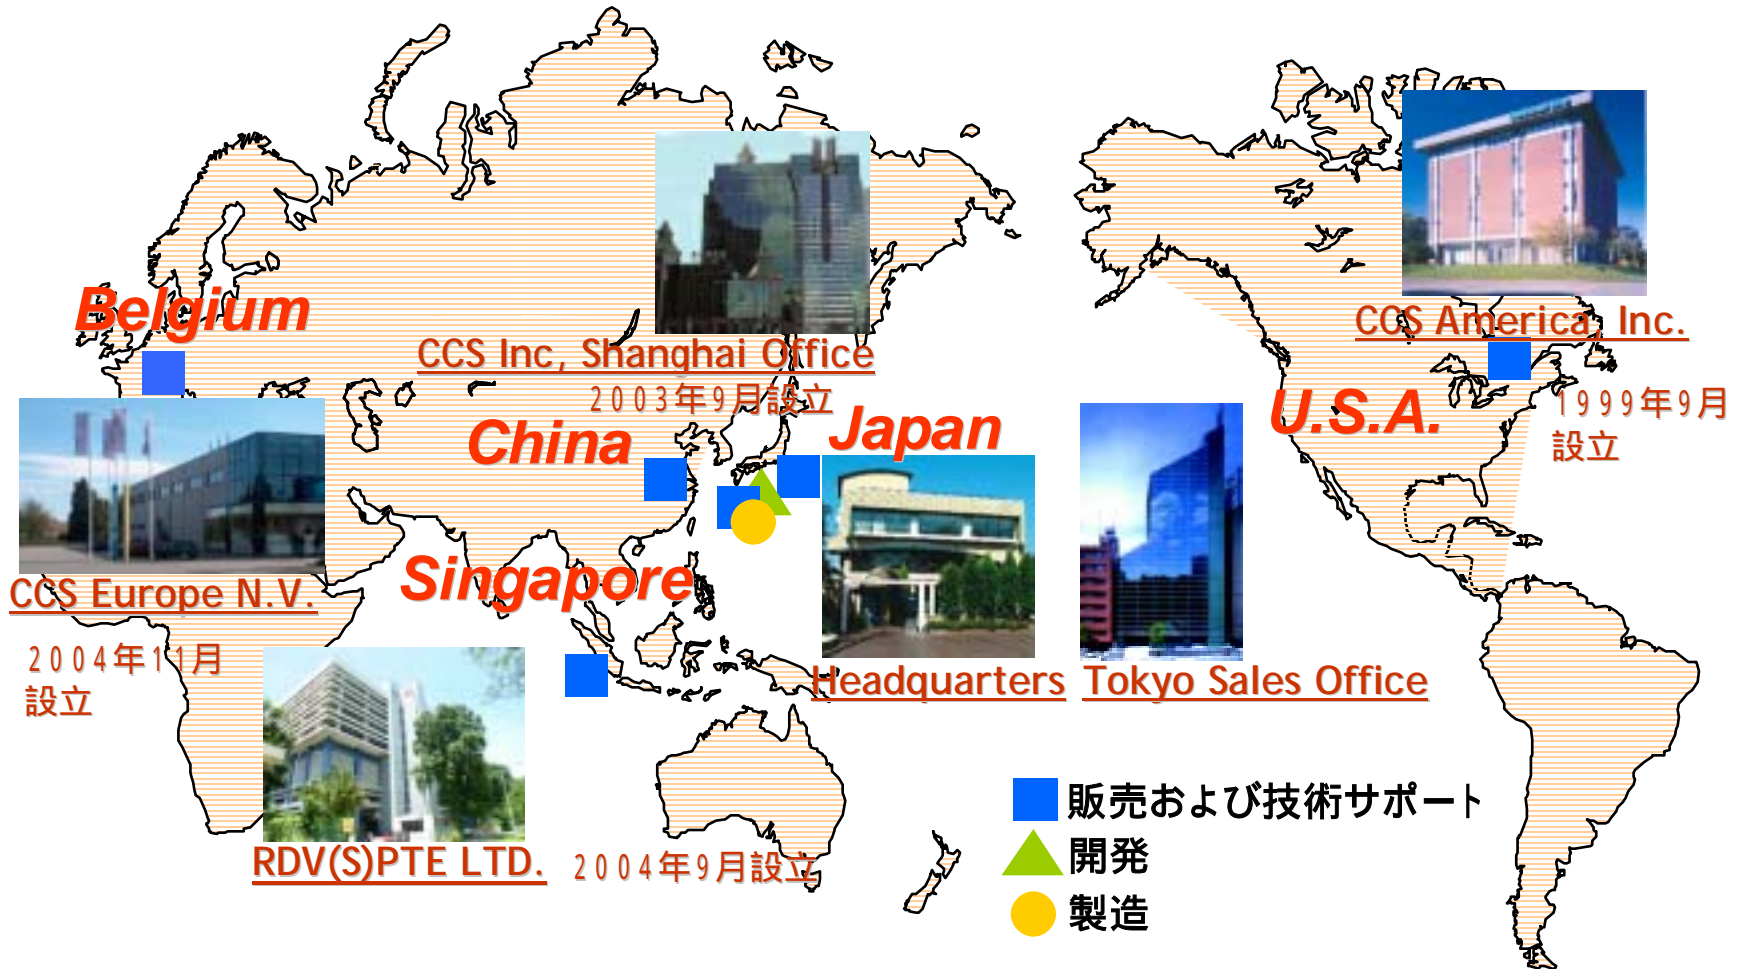 Belgium
CCS Inc, Shanghai Office
2003年9月設立
CCS America, Inc.
1999年9月
設立
U.S.A.
China
Japan
Singapore
CCS Europe N.V.
2004年11月
設立
Headquarters
Tokyo Sales Office
RDV(S)PTE LTD.
2004年9月設立
販売および技術サポート
開発
製造